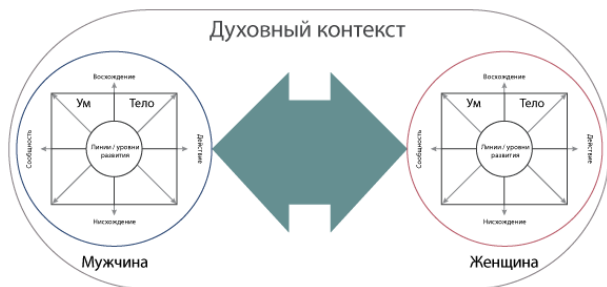 Духовный контекст
Восхождение
Ум
Тело
Сообщность
Линии / уровни
развития
Действие
Нисхождение
Мужчина
Восхождение
Ум
Тело
Сообщность
Линии / уровни
развития
Действие
Нисхождение
Женщина